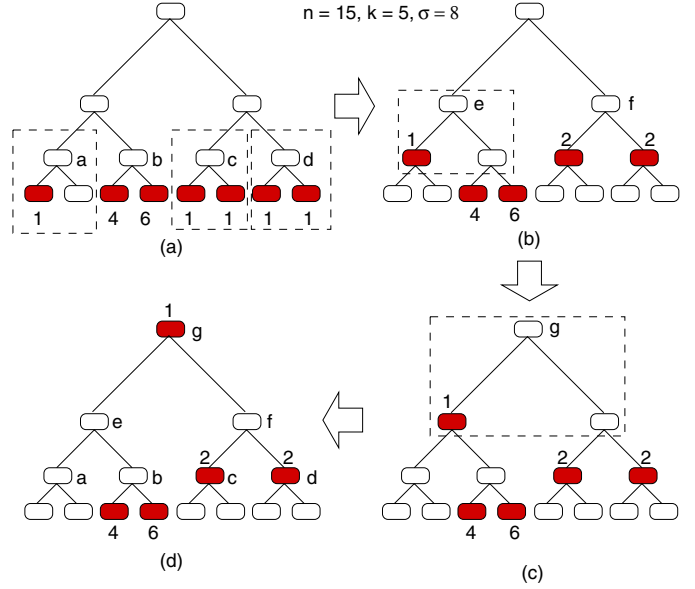 n = 15, k = 5, σ = 8
a b c d
1 4 6 1 1 1 1
(a)
e f
1 2 2
4 6
(b)
1
g
e f
2 2
a b c d
4 6
(d)
g
1
2 2
4 6
(c)